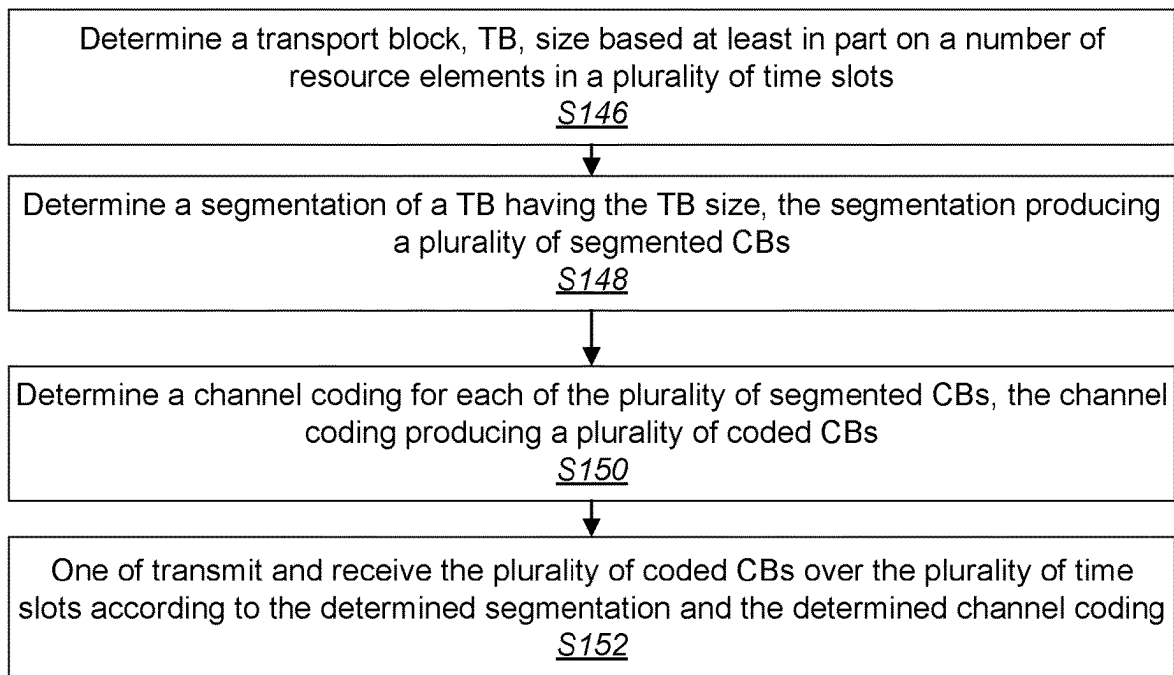 Determine a transport block, TB, size based at least in part on a number of
resource elements in a plurality of time slots
S146
Determine a segmentation of a TB having the TB size, the segmentation producing
a plurality of segmented CBs
S148
Determine a channel coding for each of the plurality of segmented CBs, the channel
coding producing a plurality of coded CBs
S150
One of transmit and receive the plurality of coded CBs over the plurality of time
slots according to the determined segmentation and the determined channel coding
S152